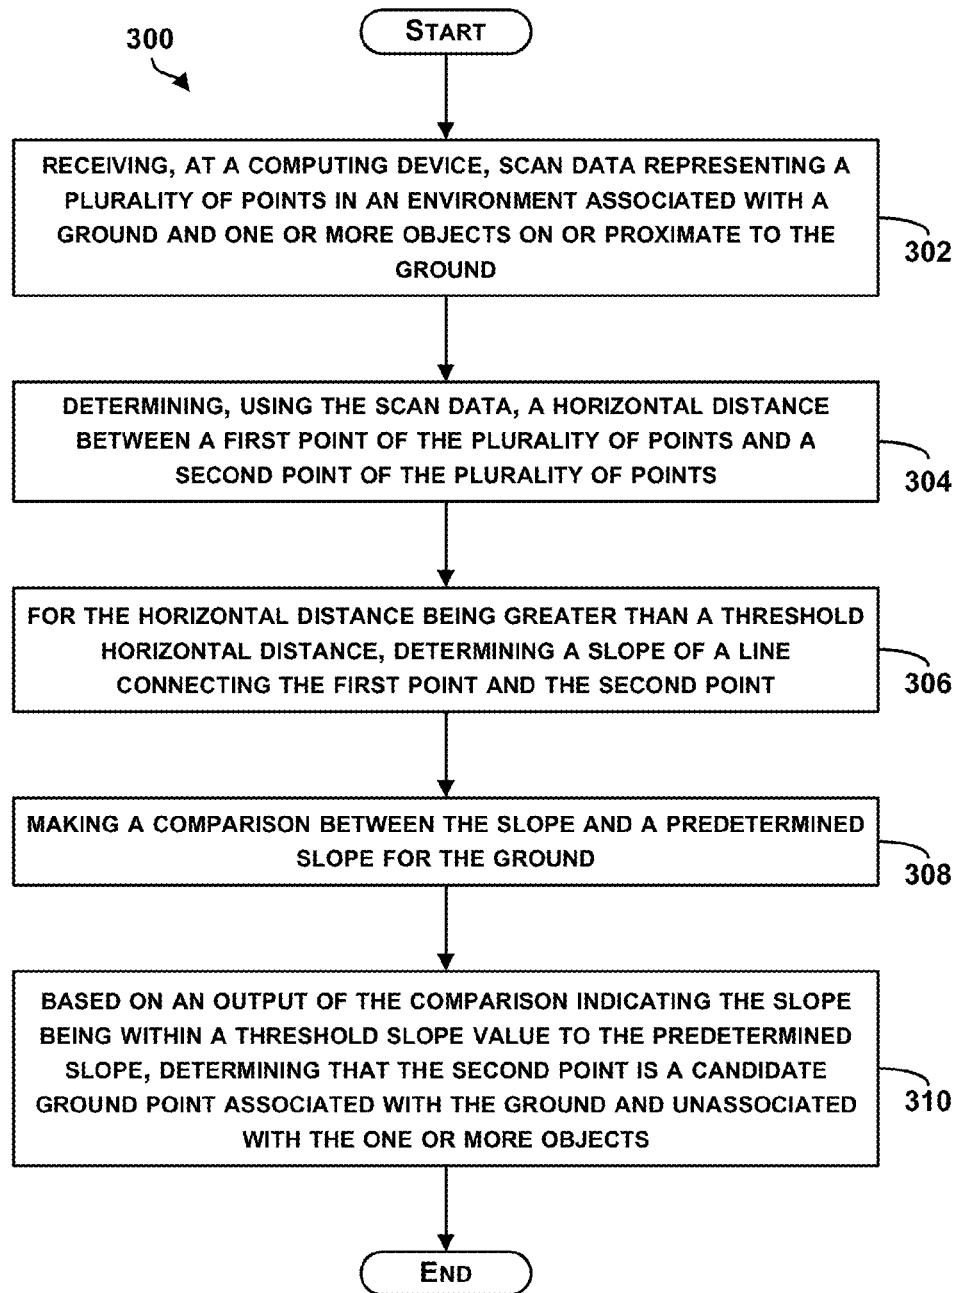 START
300
RECEIVING, AT A COMPUTING DEVICE, SCAN DATA REPRESENTING A
PLURALITY OF POINTS IN AN ENVIRONMENT ASSOCIATED WITH A
GROUND AND ONE OR MORE OBJECTS ON OR PROXIMATE TO THE
GROUND
302
DETERMINING, USING THE SCAN DATA, A HORIZONTAL DISTANCE
BETWEEN A FIRST POINT OF THE PLURALITY OF POINTS AND A
SECOND POINT OF THE PLURALITY OF POINTS
304
FOR THE HORIZONTAL DISTANCE BEING GREATER THAN A THRESHOLD
HORIZONTAL DISTANCE, DETERMINING A SLOPE OF A LINE
CONNECTING THE FIRST POINT AND THE SECOND POINT
306
MAKING A COMPARISON BETWEEN THE SLOPE AND A PREDETERMINED
SLOPE FOR THE GROUND
308
BASED ON AN OUTPUT OF THE COMPARISON INDICATING THE SLOPE
BEING WITHIN A THRESHOLD SLOPE VALUE TO THE PREDETERMINED
SLOPE, DETERMINING THAT THE SECOND POINT IS A CANDIDATE
GROUND POINT ASSOCIATED WITH THE GROUND AND UNASSOCIATED
WITH THE ONE OR MORE OBJECTS
310
END